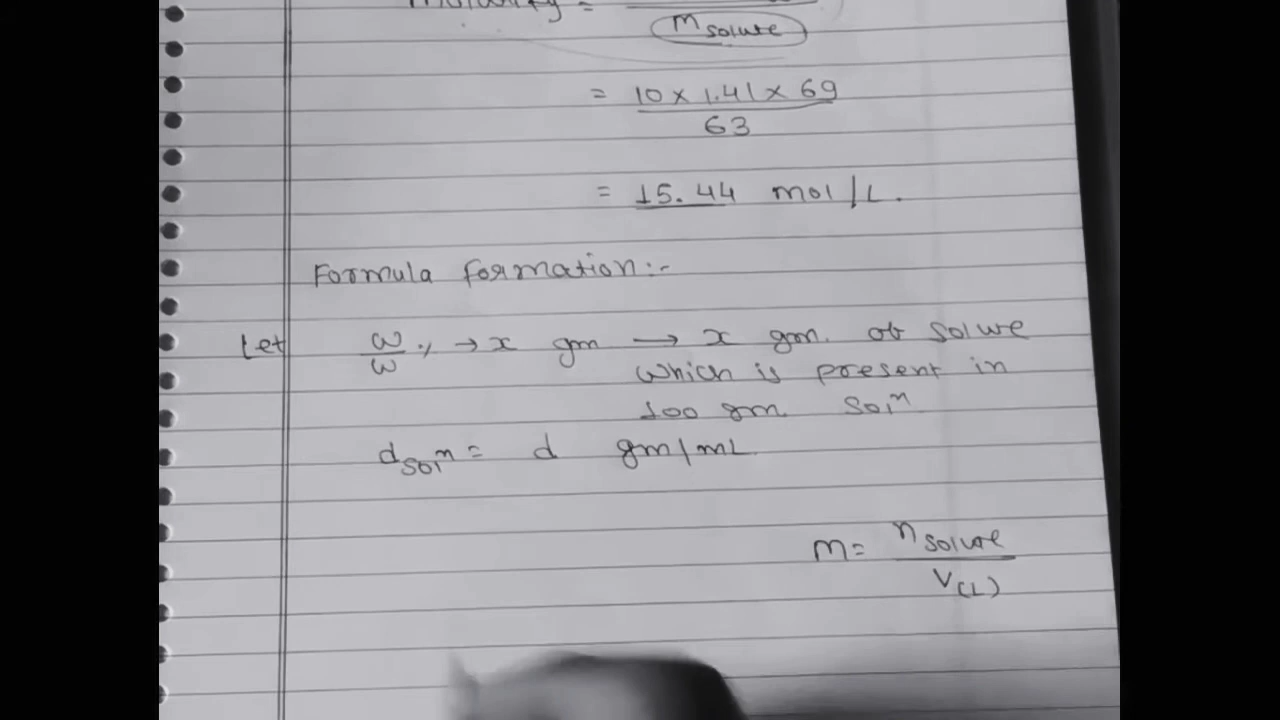 =
m solute
= 10 x 1.41 x 69
63
= 15.44 mol/L.
Formula formation:-
Let w/w % → x gm → x gm. of solute
which is present in
100 gm. solⁿ
d solⁿ = d gm/mL
M = n solute
V(L)